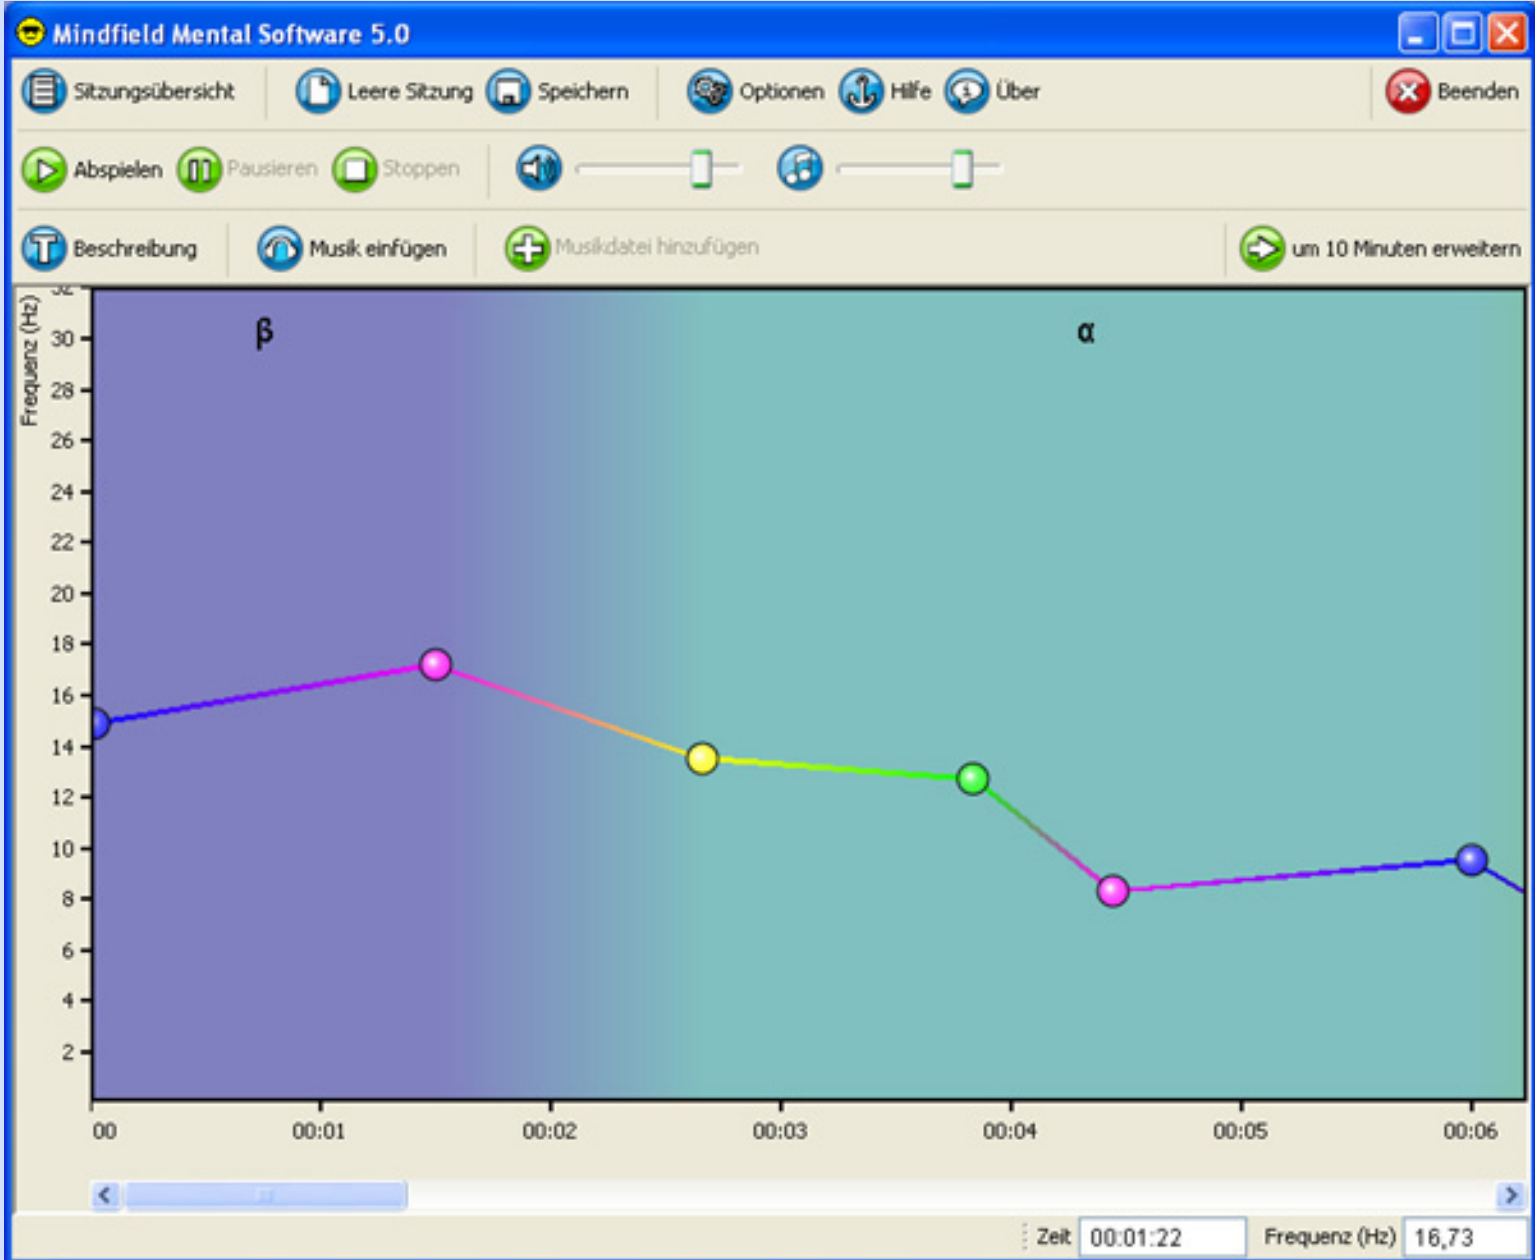 Mindfield Mental Software 5.0
Sitzungsübersicht Leere Sitzung Speichern Optionen Hilfe Über Beenden
Abspielen Pausieren Stoppen
Beschreibung Musik einfügen Musikdatei hinzufügen um 10 Minuten erweitern
Frequenz (Hz)
32
β α
30
28
26
24
22
20
18
16
14
12
10
8
6
4
2
00 00:01 00:02 00:03 00:04 00:05 00:06
Zeit 00:01:22 Frequenz (Hz) 16,73